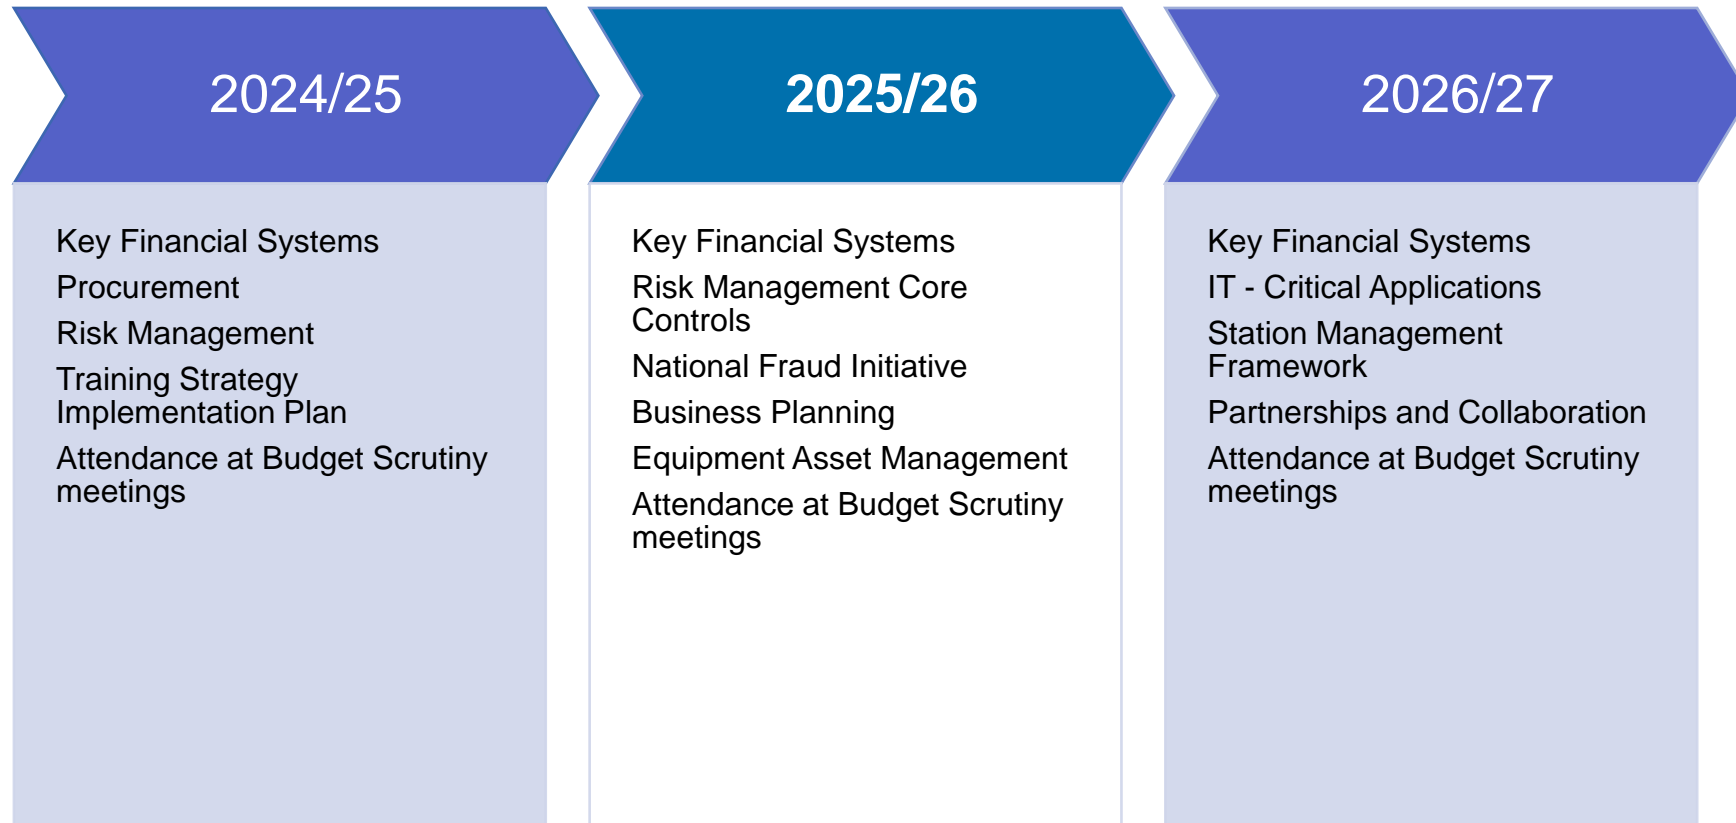 2024/25
Key Financial Systems
Procurement
Risk Management
Training Strategy
Implementation Plan
Attendance at Budget Scrutiny
meetings
2025/26
Key Financial Systems
Risk Management Core
Controls
National Fraud Initiative
Business Planning
Equipment Asset Management
Attendance at Budget Scrutiny
meetings
2026/27
Key Financial Systems
IT - Critical Applications
Station Management
Framework
Partnerships and Collaboration
Attendance at Budget Scrutiny
meetings